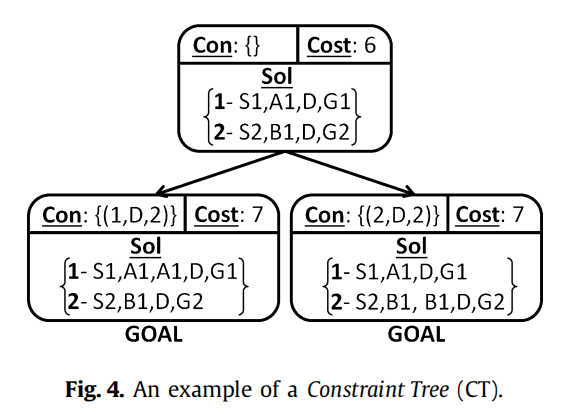 Con: {} Cost: 6
Sol
1- S1,A1,D,G1
2- S2,B1,D,G2
Con: {(1,D,2)} Cost: 7
Sol
1- S1,A1,A1,D,G1
2- S2,B1,D,G2
GOAL
Con: {(2,D,2)} Cost: 7
Sol
1- S1,A1,D,G1
2- S2,B1, B1,D,G2
GOAL
Fig. 4. An example of a Constraint Tree (CT).